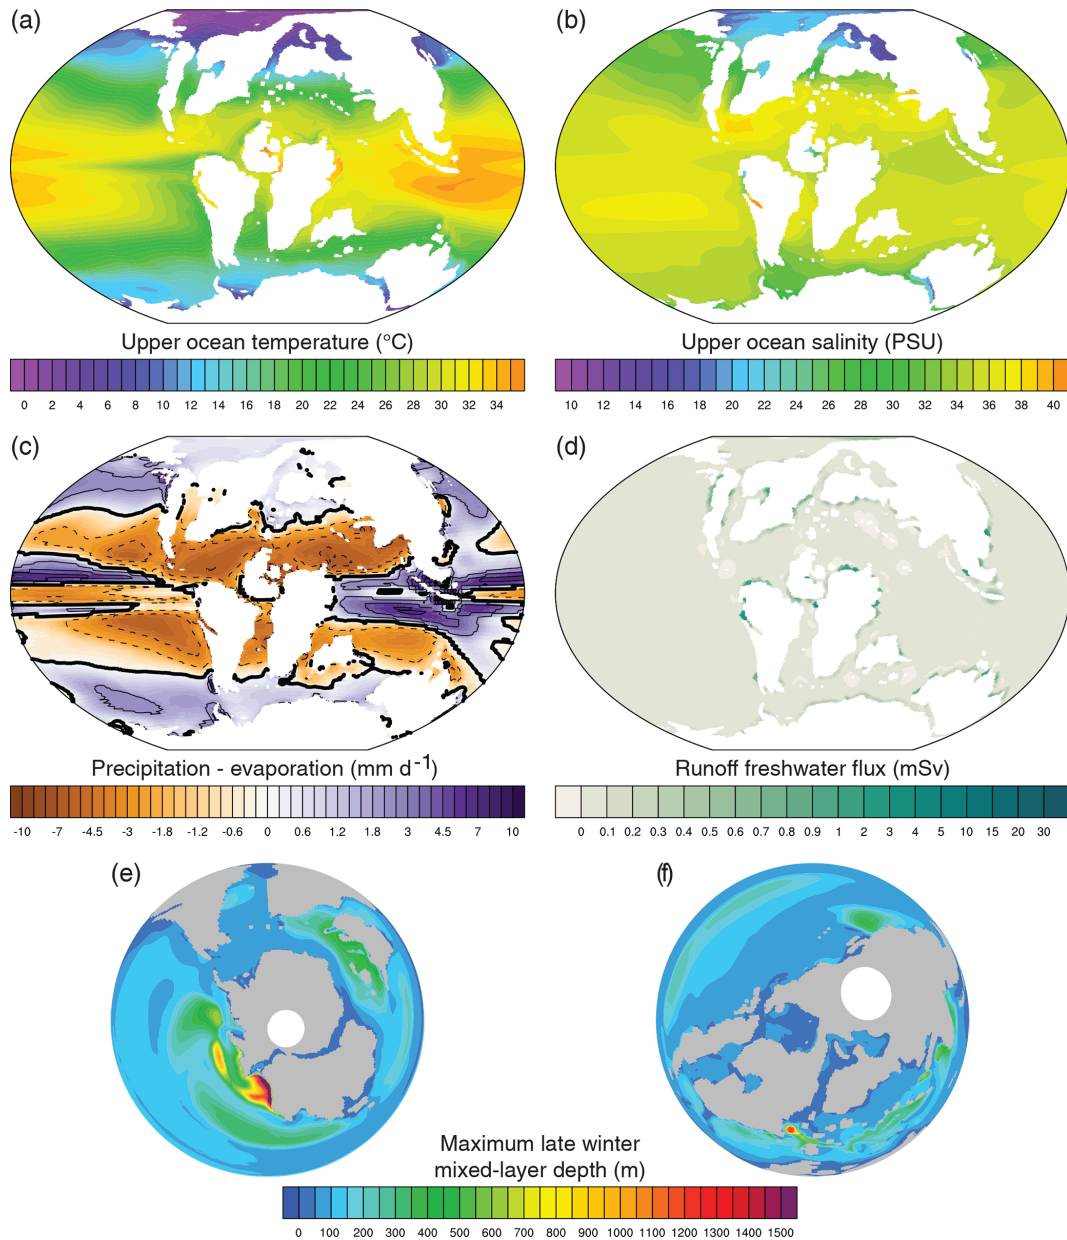 (a)
(b)
Upper ocean temperature (°C)
0 2 4 6 8 10 12 14 16 18 20 22 24 26 28 30 32 34
Upper ocean salinity (PSU)
10 12 14 16 18 20 22 24 26 28 30 32 34 36 38 40
(c)
(d)
Precipitation - evaporation (mm d-1)
-10 -7 -4.5 -3 -1.8 -1.2 -0.6 0 0.6 1.2 1.8 3 4.5 7 10
Runoff freshwater flux (mSv)
0 0.1 0.2 0.3 0.4 0.5 0.6 0.7 0.8 0.9 1 2 3 4 5 10 15 20 30
(e)
(f)
Maximum late winter
mixed-layer depth (m)
0 100 200 300 400 500 600 700 800 900 1000 1100 1200 1300 1400 1500